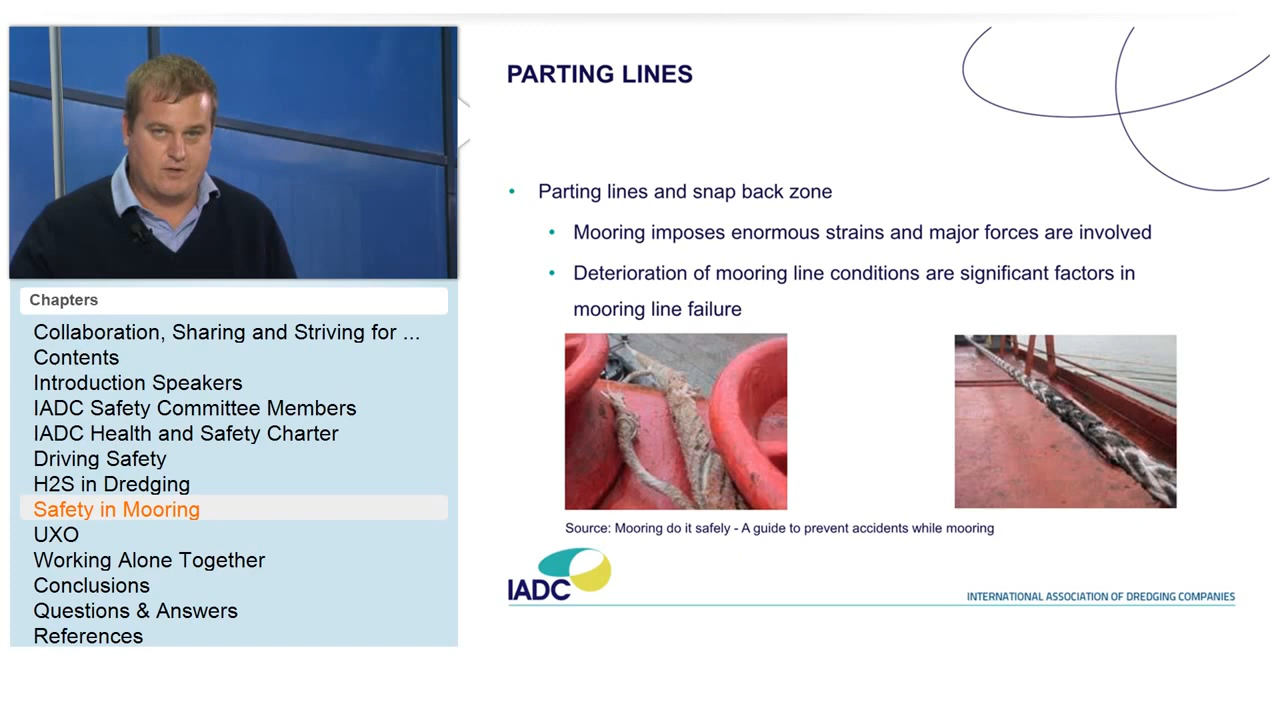 PARTING LINES
• Parting lines and snap back zone
• Mooring imposes enormous strains and major forces are involved
• Deterioration of mooring line conditions are significant factors in
mooring line failure
Source: Mooring do it safely - A guide to prevent accidents while mooring
IADC
INTERNATIONAL ASSOCIATION OF DREDGING COMPANIES
Chapters
Collaboration, Sharing and Striving for ...
Contents
Introduction Speakers
IADC Safety Committee Members
IADC Health and Safety Charter
Driving Safety
H2S in Dredging
Safety in Mooring
UXO
Working Alone Together
Conclusions
Questions & Answers
References